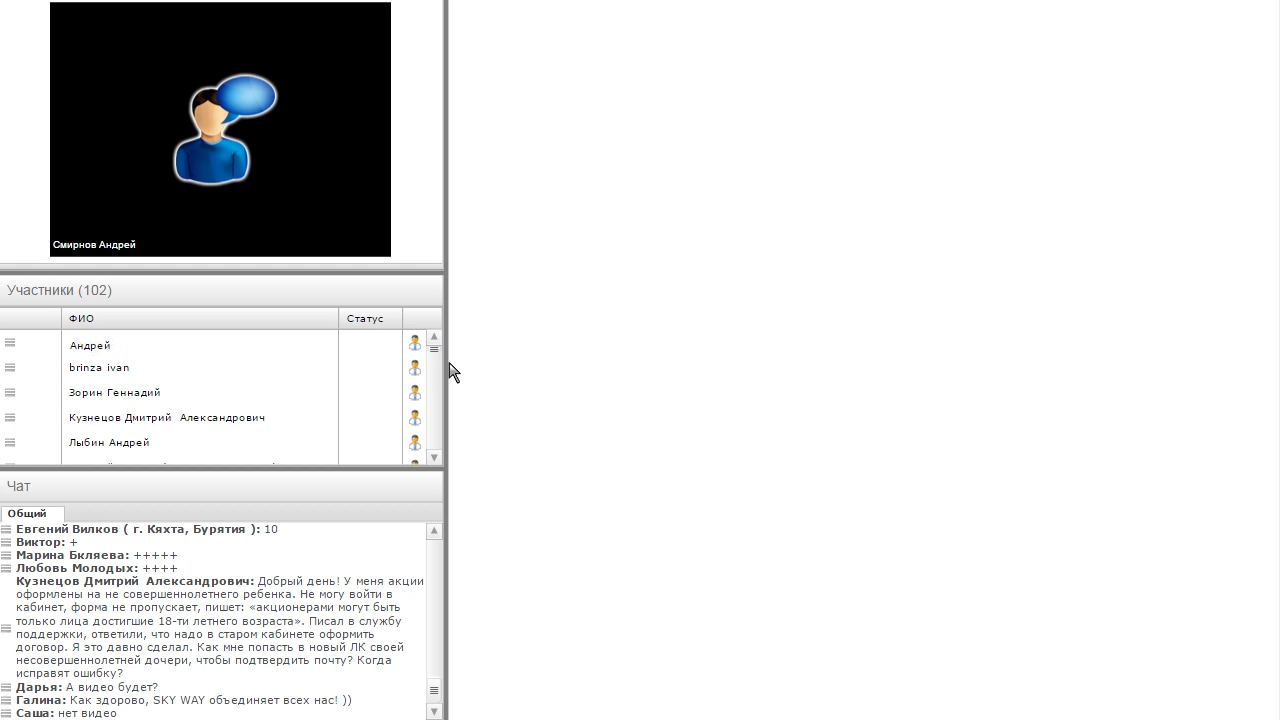 Смирнов Андрей
Участники (102)
ФИО Статус
Андрей
brinza ivan
Зорин Геннадий
Кузнецов Дмитрий Александрович
Лыбин Андрей
Чат
Общий
Евгений Вилков ( г. Кяхта, Бурятия ): 10
Виктор: +
Марина Бкляева: +++++
Любовь Молодых: ++++
Кузнецов Дмитрий Александрович: Добрый день! У меня акции
оформлены на не совершеннолетнего ребенка. Не могу войти в
кабинет, форма не пропускает, пишет: «акционерами могут быть
только лица достигшие 18-ти летнего возраста». Писал в службу
поддержки, ответили, что надо в старом кабинете оформить
договор. Я это давно сделал. Как мне попасть в новый ЛК своей
несовершеннолетней дочери, чтобы подтвердить почту? Когда
исправят ошибку?
Дарья: А видео будет?
Галина: Как здорово, SKY WAY объединяет всех нас! ))
Саша: нет видео